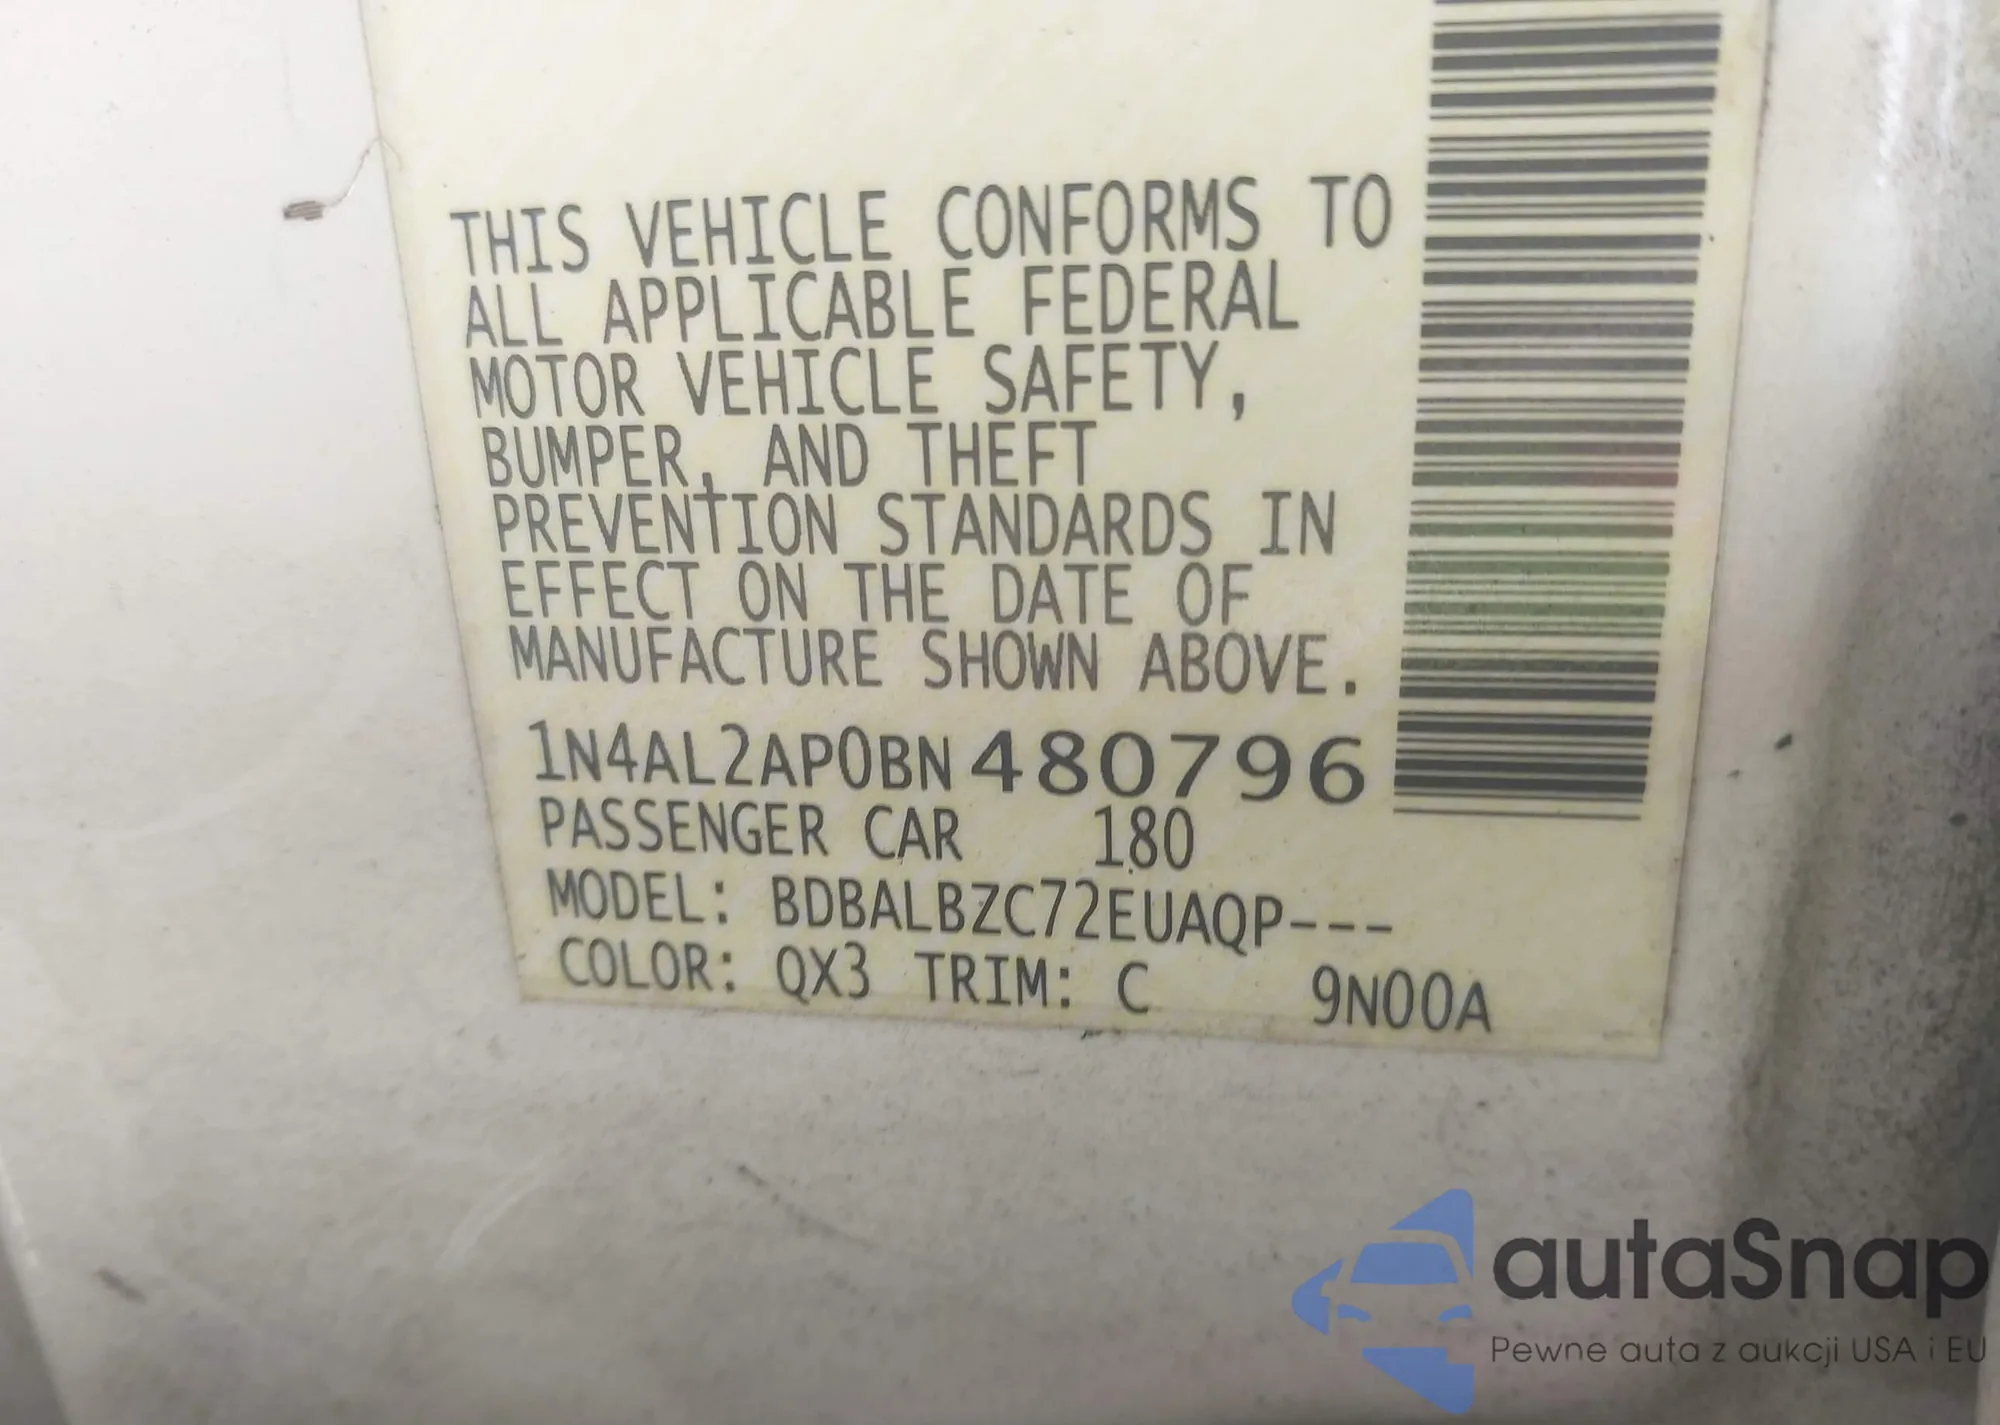 THIS VEHICLE CONFORMS TO
ALL APPLICABLE FEDERAL
MOTOR VEHICLE SAFETY,
BUMPER, AND THEFT
PREVENTION STANDARDS IN
EFFECT ON THE DATE OF
MANUFACTURE SHOWN ABOVE.
1N4AL2AP0BN480796
PASSENGER CAR 180
MODEL: BDBALBZC72EUAQP---
COLOR: QX3 TRIM: C 9N00A
autaSnap
Pewne auta z aukcji USA i EU